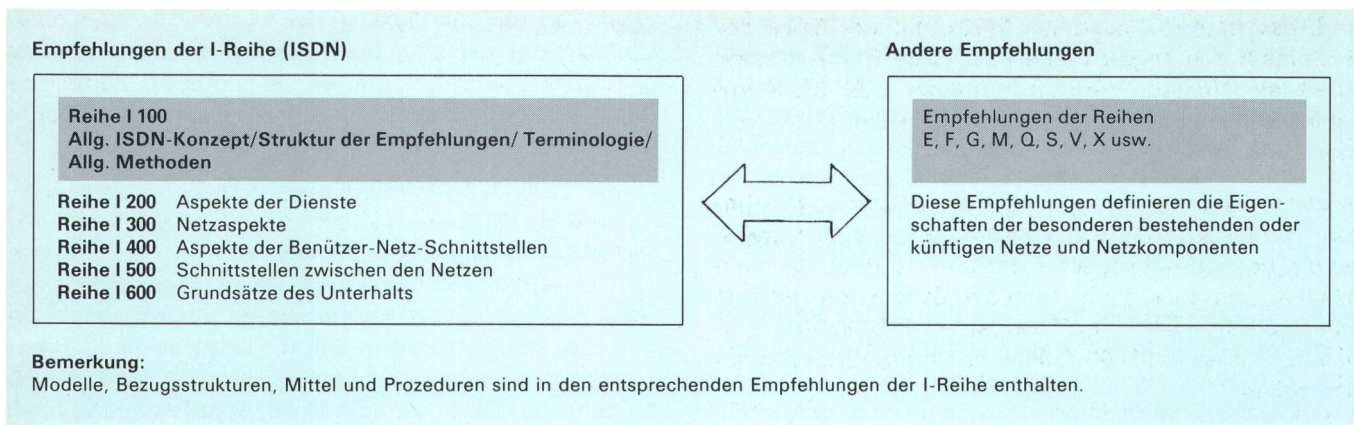 Empfehlungen der I-Reihe (ISDN)
Reihe I 100
Allg. ISDN-Konzept/Struktur der Empfehlungen/ Terminologie/
Allg. Methoden
Reihe I 200 Aspekte der Dienste
Reihe I 300 Netzaspekte
Reihe I 400 Aspekte der Benützer-Netz-Schnittstellen
Reihe I 500 Schnittstellen zwischen den Netzen
Reihe I 600 Grundsätze des Unterhalts
Andere Empfehlungen
Empfehlungen der Reihen
E, F, G, M, Q, S, V, X usw.
Diese Empfehlungen definieren die Eigen-
schaften der besonderen bestehenden oder
künftigen Netze und Netzkomponenten
Bemerkung:
Modelle, Bezugsstrukturen, Mittel und Prozeduren sind in den entsprechenden Empfehlungen der I-Reihe enthalten.